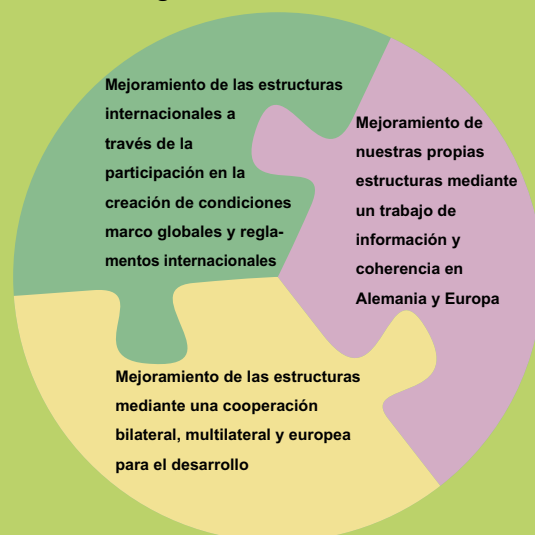 Mejoramiento de las estructuras
internacionales a
través de la
participación en la
creación de condiciones
marco globales y regla-
mentos internacionales
Mejoramiento de
nuestras propias
estructuras mediante
un trabajo de
información y
coherencia en
Alemania y Europa
Mejoramiento de las estructuras
mediante una cooperación
bilateral, multilateral y europea
para el desarrollo